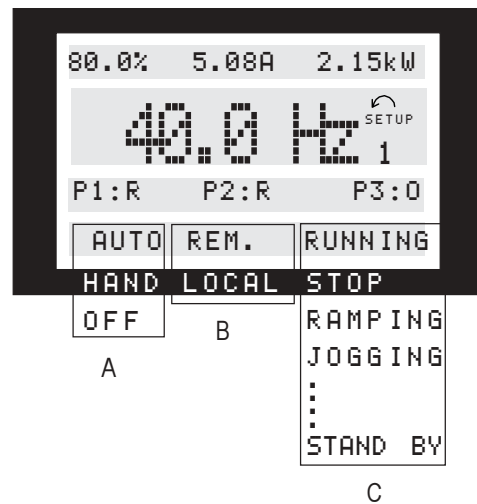 80.0% 5.08A 2.15kW
SETUP
40.0 Hz 1
P1:R P2:R P3:0
AUTO REM. RUNNING
HAND LOCAL STOP
OFF RAMPING
B
A JOGGING
STAND BY
C